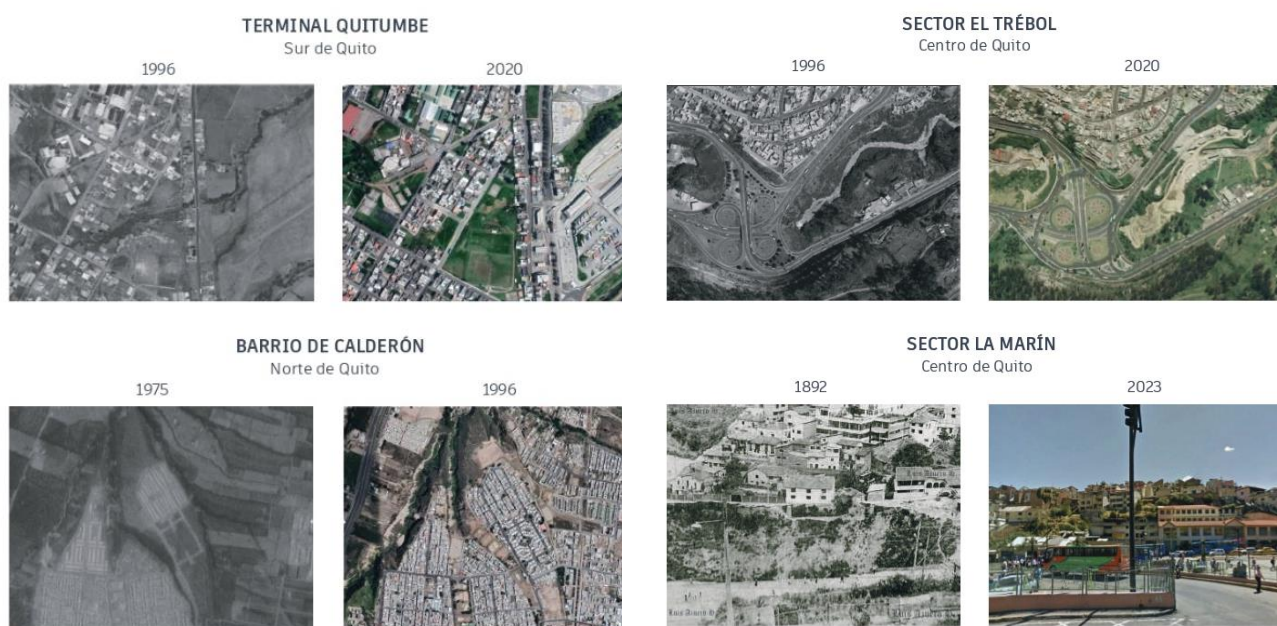 TERMINAL QUITUMBE
Sur de Quito
1996
2020
SECTOR EL TRÉBOL
Centro de Quito
1996
2020
BARRIO DE CALDERÓN
Norte de Quito
1975
1996
SECTOR LA MARÍN
Centro de Quito
1892
2023